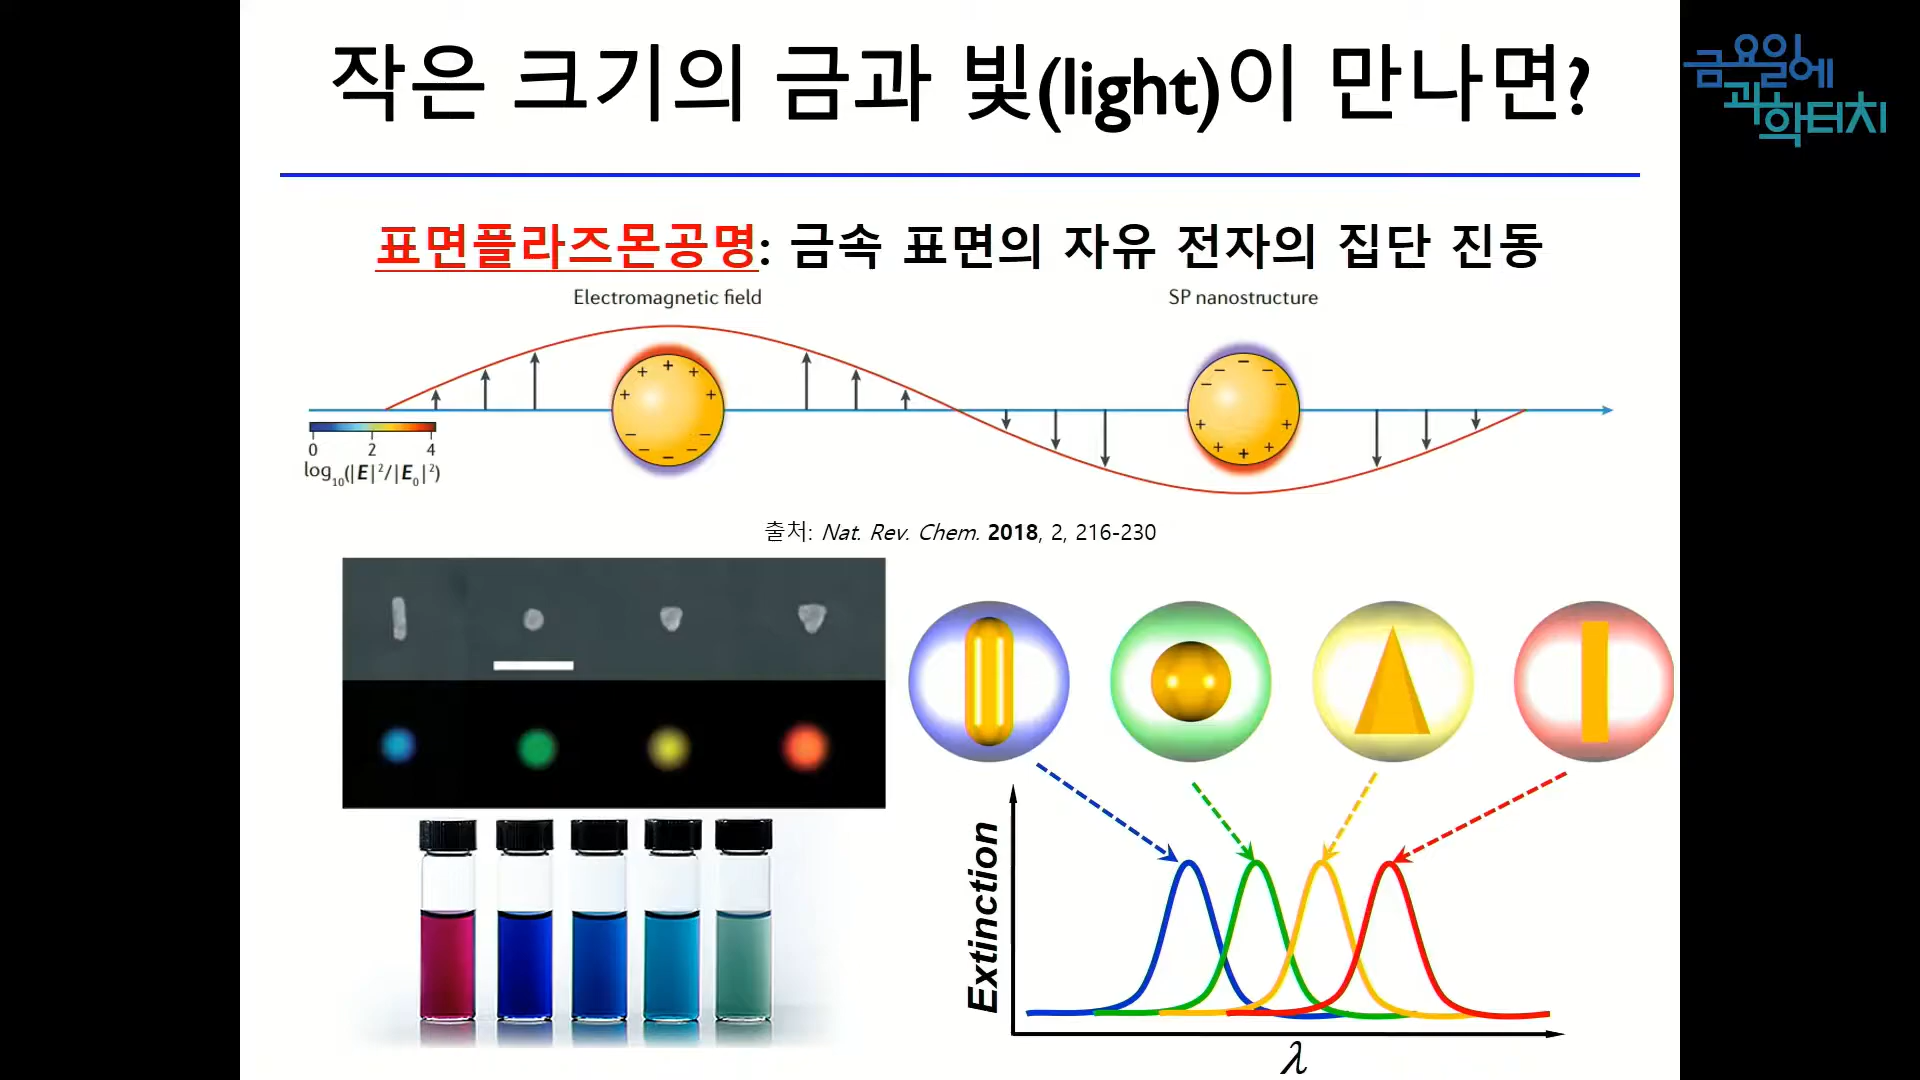 작은 크기의 금과 빛(light)이 만나면?
금요일에
과학터치
표면플라즈몬공명: 금속 표면의 자유 전자의 집단 진동
Electromagnetic field
SP nanostructure
+ + + + +
− − − − −
− − − − −
+ + + + +
0 2 4
log₁₀(|E|²/|E₀|²)
출처: Nat. Rev. Chem. 2018, 2, 216-230
Extinction
λ